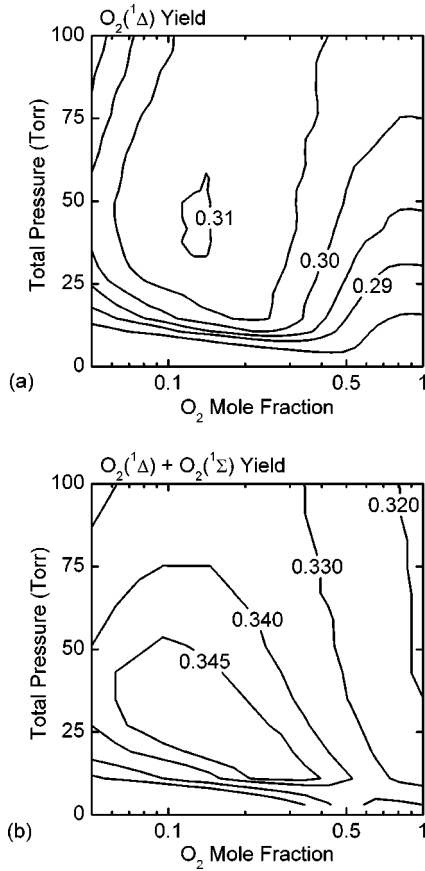 O₂(¹Δ) Yield
100
75
50
25
0
Total Pressure (Torr)
0.31
0.30
0.29
0.1
0.5
1
(a)
O₂ Mole Fraction
O₂(¹Δ) + O₂(¹Σ) Yield
100
75
50
25
0
Total Pressure (Torr)
0.320
0.330
0.340
0.345
0.1
0.5
1
(b)
O₂ Mole Fraction